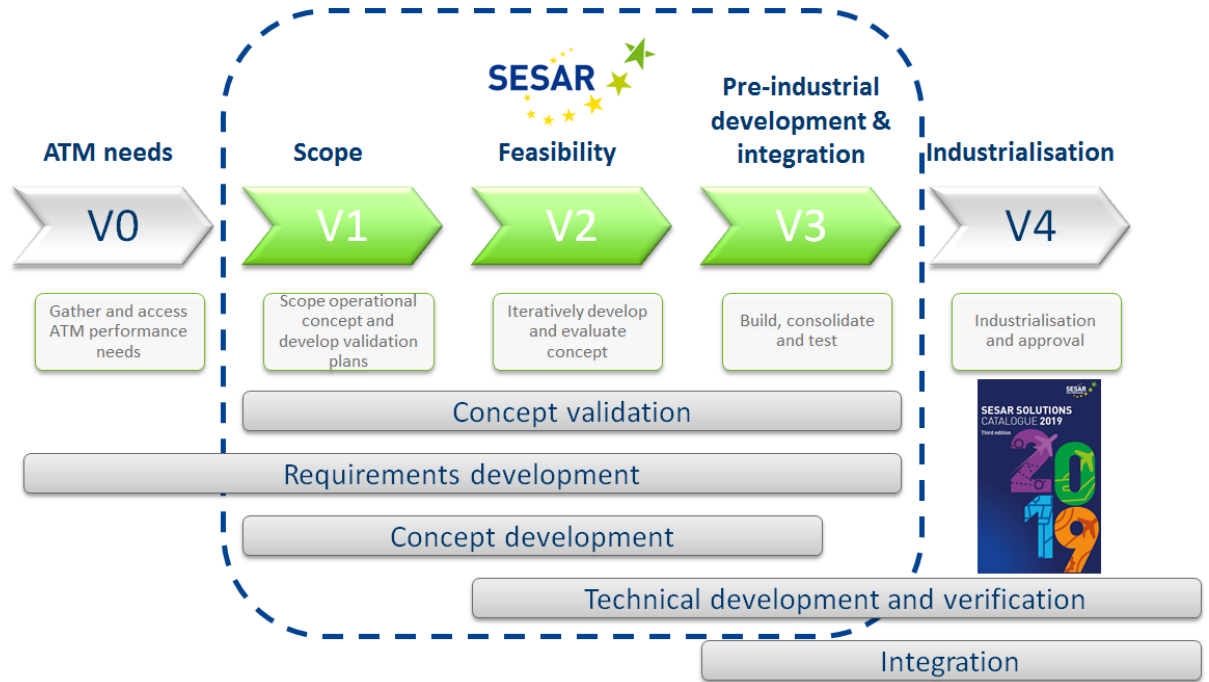 SESAR
ATM needs
Scope
Feasibility
Pre-industrial
development &
integration
Industrialisation
V0
V1
V2
V3
V4
Gather and access
ATM performance
needs
Scope operational
concept and
develop validation
plans
Iteratively develop
and evaluate
concept
Build, consolidate
and test
Industrialisation
and approval
Concept validation
Requirements development
Concept development
SESAR
SESAR SOLUTIONS
CATALOGUE 2019
Third edition
2019
Technical development and verification
Integration